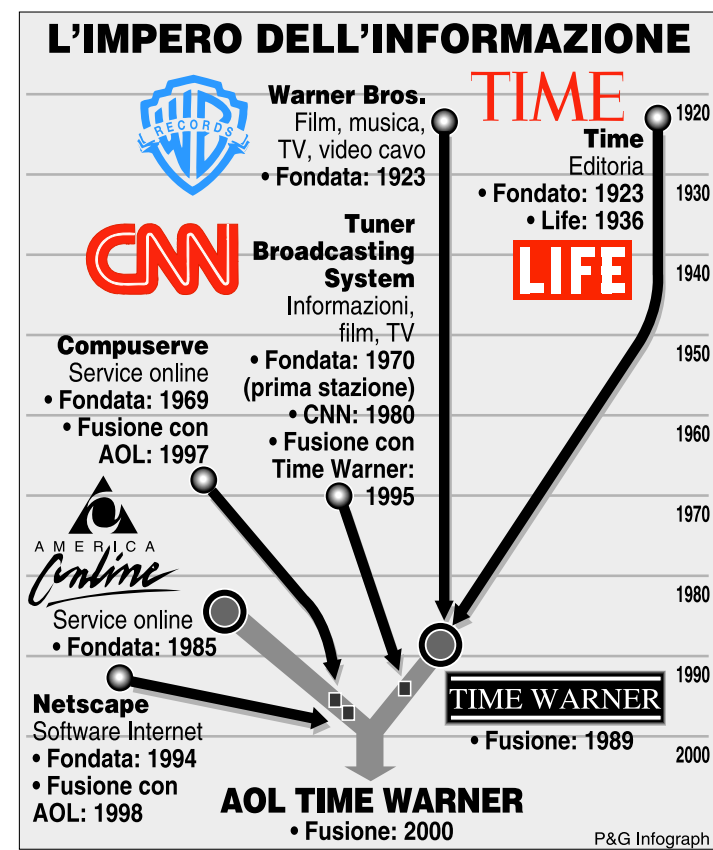 L'IMPERO DELL'INFORMAZIONE
WB
RECORDS
Warner Bros.
Film, musica,
TV, video cavo
• Fondata: 1923
TIME
Time
Editoria
• Fondato: 1923
• Life: 1936
LIFE
CNN
Tuner
Broadcasting
System
Informazioni,
film, TV
• Fondata: 1970
(prima stazione)
• CNN: 1980
• Fusione con
Time Warner:
1995
Compuserve
Service online
• Fondata: 1969
• Fusione con
AOL: 1997
AMERICA
Online
Service online
• Fondata: 1985
Netscape
Software Internet
• Fondata: 1994
• Fusione con
AOL: 1998
TIME WARNER
• Fusione: 1989
AOL TIME WARNER
• Fusione: 2000
1920
1930
1940
1950
1960
1970
1980
1990
2000
P&G Infograph